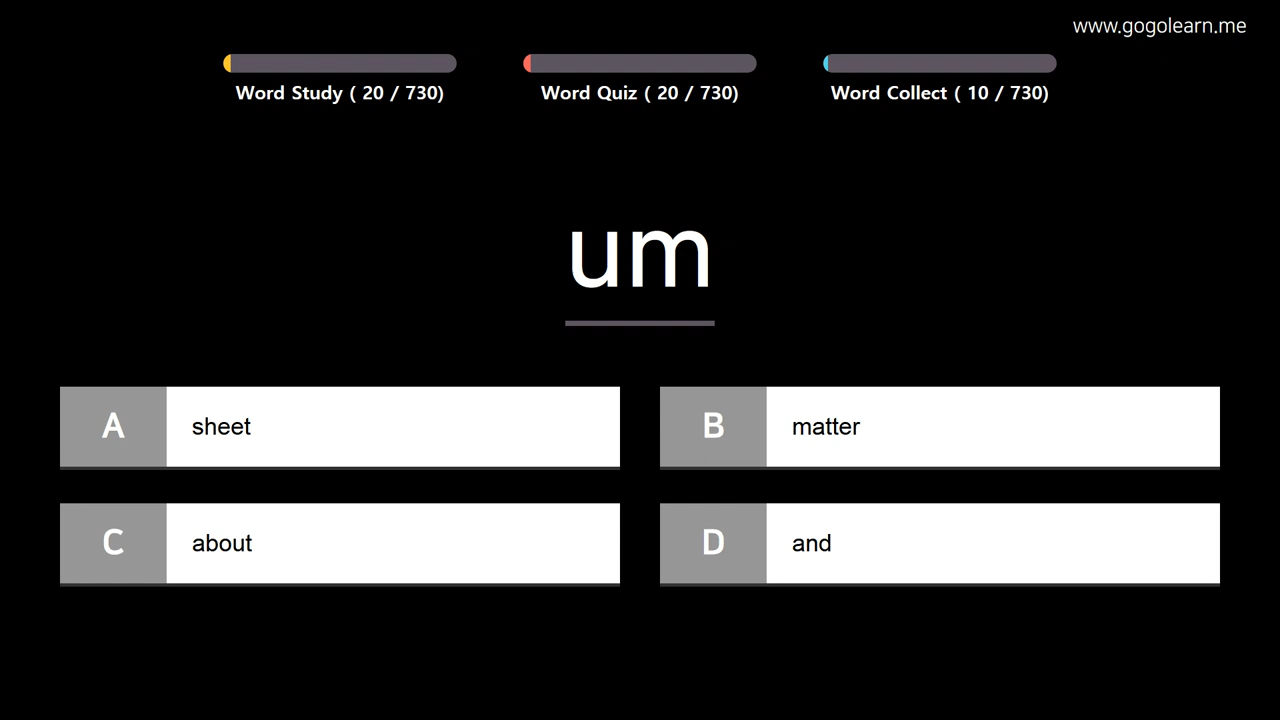 www.gogolearn.me
Word Study ( 20 / 730)
Word Quiz ( 20 / 730)
Word Collect ( 10 / 730)
um
A sheet
B matter
C about
D and